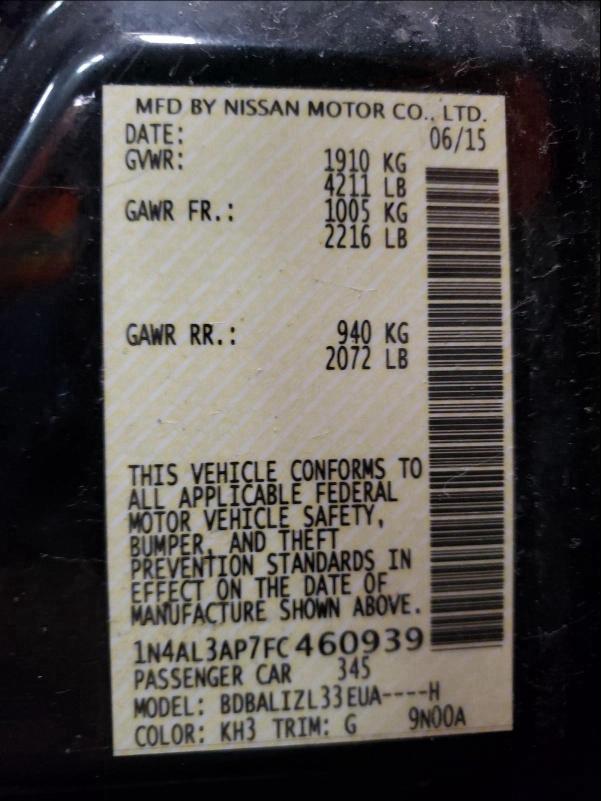 MFD BY NISSAN MOTOR CO., LTD.
DATE: 06/15
GVWR: 1910 KG
4211 LB
GAWR FR.: 1005 KG
2216 LB
GAWR RR.: 940 KG
2072 LB
THIS VEHICLE CONFORMS TO
ALL APPLICABLE FEDERAL
MOTOR VEHICLE SAFETY,
BUMPER, AND THEFT
PREVENTION STANDARDS IN
EFFECT ON THE DATE OF
MANUFACTURE SHOWN ABOVE.
1N4AL3AP7FC460939
PASSENGER CAR 345
MODEL: BDBALIZL33EUA----H
COLOR: KH3 TRIM: G 9N00A